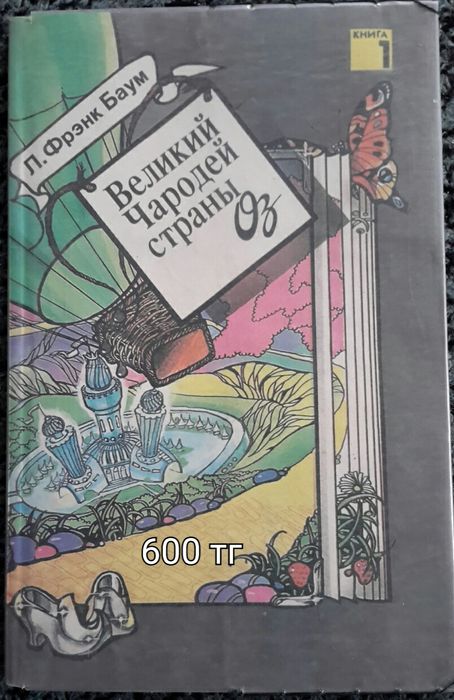 КНИГА
1
Л. Фрэнк Баум
Великий
Чародей
страны
Оз
600 тг